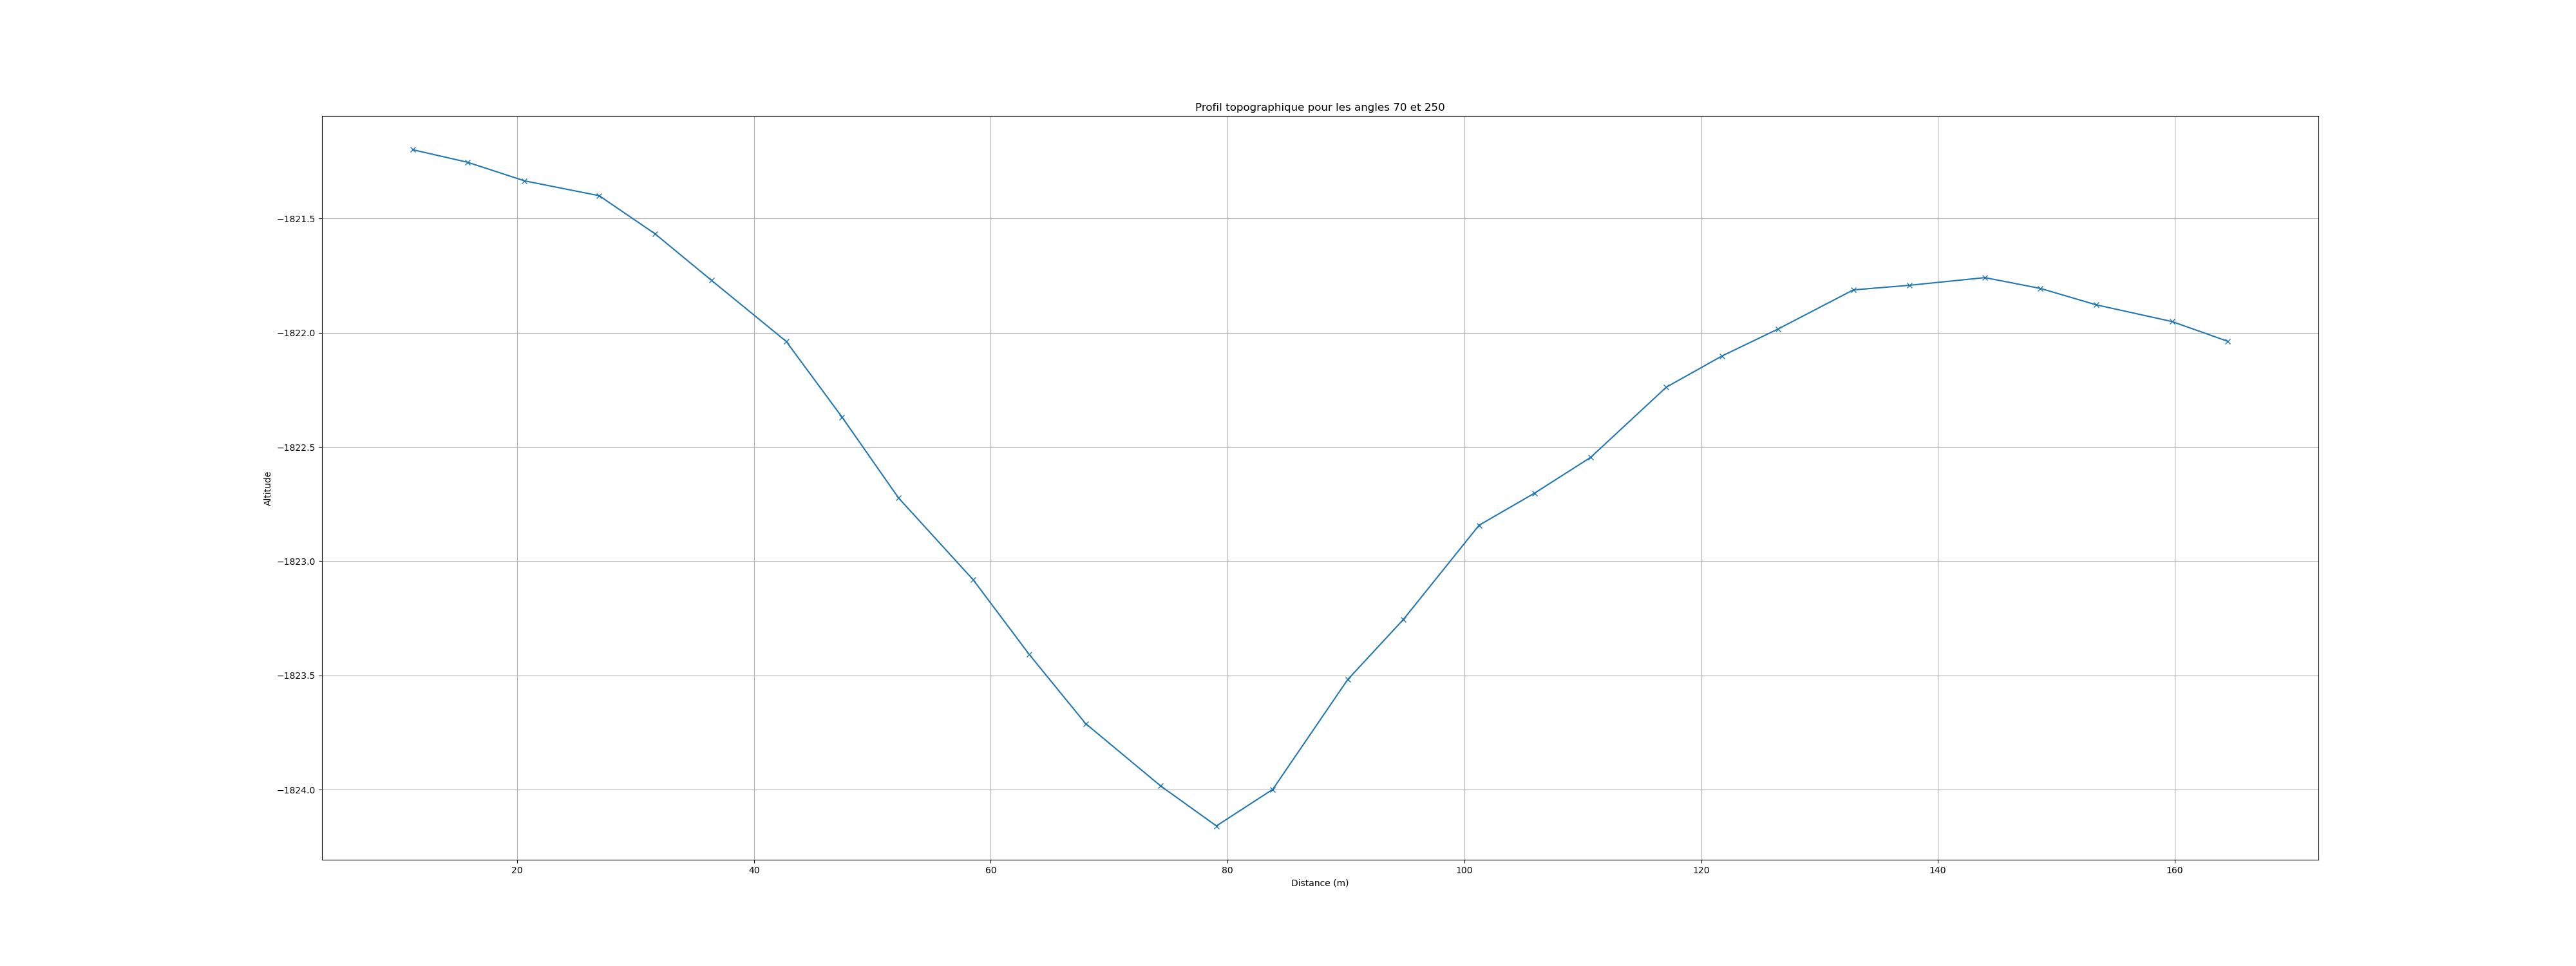 Profil topographique pour les angles 70 et 250
−1821.5
−1822.0
−1822.5
−1823.0
−1823.5
−1824.0
Altitude
20 40 60 80 100 120 140 160
Distance (m)